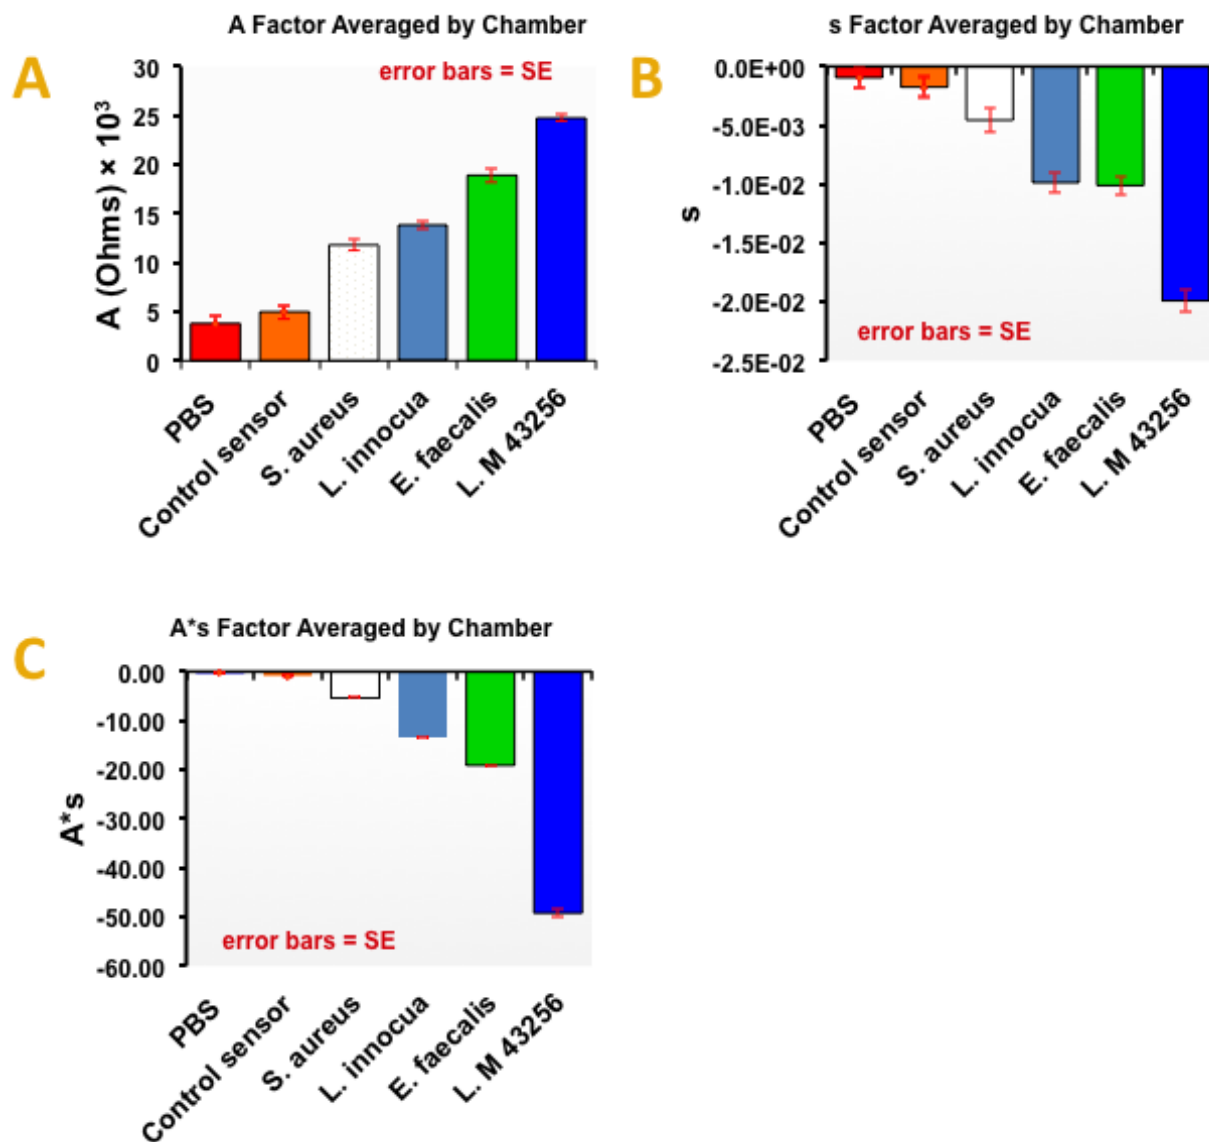 A
A Factor Averaged by Chamber
error bars = SE
A (Ohms) × 10³
30
25
20
15
10
5
0
PBS
Control sensor
S. aureus
L. innocua
E. faecalis
L. M 43256
B
s Factor Averaged by Chamber
s
0.0E+00
-5.0E-03
-1.0E-02
-1.5E-02
-2.0E-02
-2.5E-02
error bars = SE
PBS
Control sensor
S. aureus
L. innocua
E. faecalis
L. M 43256
C
A*s Factor Averaged by Chamber
A*s
0.00
-10.00
-20.00
-30.00
-40.00
-50.00
-60.00
error bars = SE
PBS
Control sensor
S. aureus
L. innocua
E. faecalis
L. M 43256